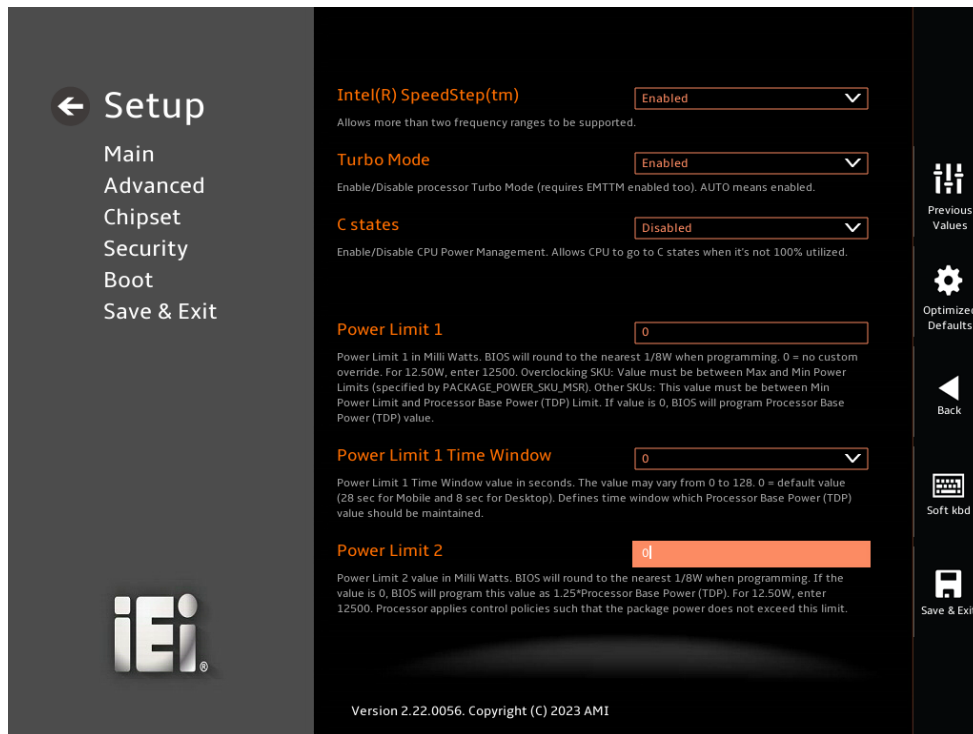 Setup
Main
Advanced
Chipset
Security
Boot
Save & Exit
Intel(R) SpeedStep(tm)
Enabled
Allows more than two frequency ranges to be supported.
Turbo Mode
Enabled
Enable/Disable processor Turbo Mode (requires EMTTM enabled too). AUTO means enabled.
C states
Disabled
Enable/Disable CPU Power Management. Allows CPU to go to C states when it's not 100% utilized.
Power Limit 1
0
Power Limit 1 in Milli Watts. BIOS will round to the nearest 1/8W when programming. 0 = no custom
override. For 12.50W, enter 12500. Overclocking SKU: Value must be between Max and Min Power
Limits (specified by PACKAGE_POWER_SKU_MSR). Other SKUs: This value must be between Min
Power Limit and Processor Base Power (TDP) Limit. If value is 0, BIOS will program Processor Base
Power (TDP) value.
Power Limit 1 Time Window
0
Power Limit 1 Time Window value in seconds. The value may vary from 0 to 128. 0 = default value
(28 sec for Mobile and 8 sec for Desktop). Defines time window which Processor Base Power (TDP)
value should be maintained.
Power Limit 2
0
Power Limit 2 value in Milli Watts. BIOS will round to the nearest 1/8W when programming. If the
value is 0, BIOS will program this value as 1.25*Processor Base Power (TDP). For 12.50W, enter
12500. Processor applies control policies such that the package power does not exceed this limit.
Previous
Values
Optimized
Defaults
Back
Soft kbd
Save & Exit
iEi®
Version 2.22.0056. Copyright (C) 2023 AMI